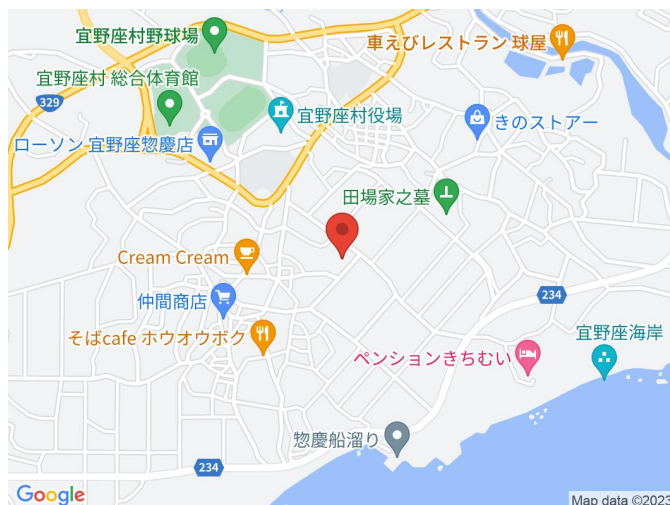 宜野座村野球場
車えびレストラン 球屋
宜野座村 総合体育館
329
宜野座村役場
きのストアー
ローソン 宜野座惣慶店
田場家之墓
Cream Cream
仲間商店
234
そばcafe ホウオウボク
宜野座海岸
ペンションきちむい
惣慶船溜り
234
Google
Map data ©2023